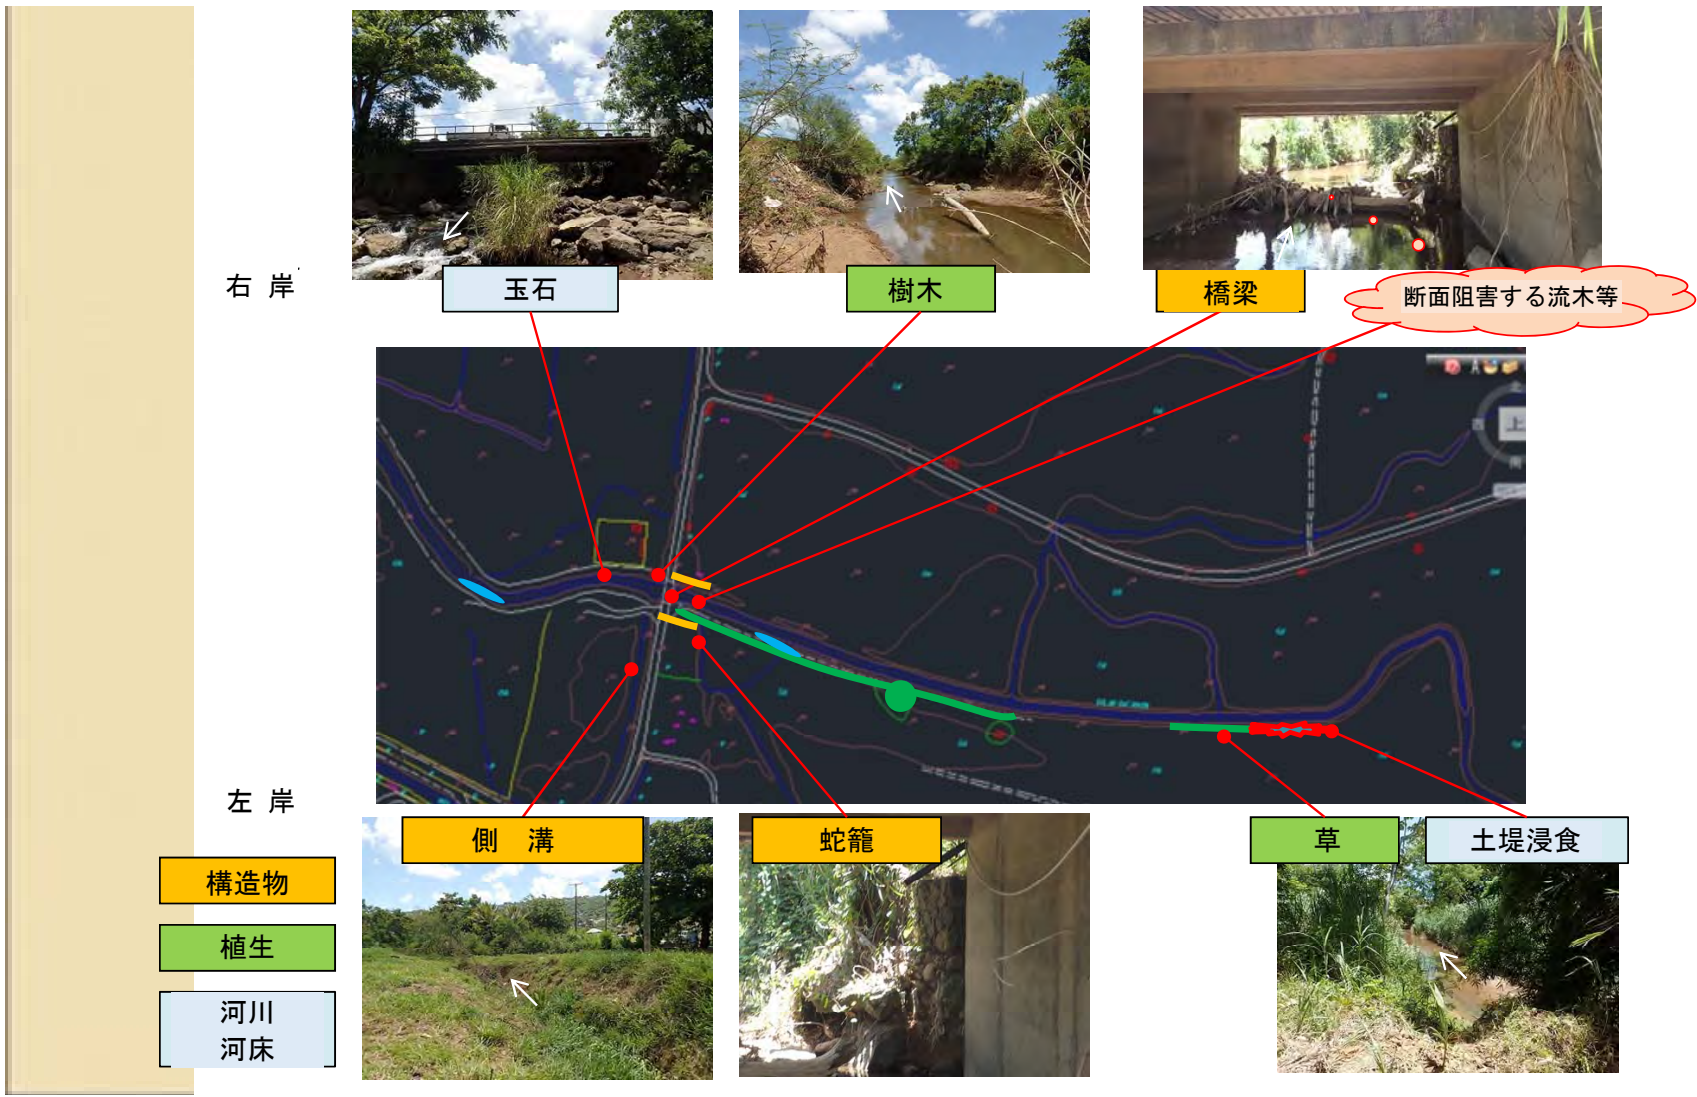 右 岸
玉石
樹木
橋梁
断面阻害する流木等
上
左 岸
側 溝
蛇籠
草
土堤浸食
構造物
植生
河川
河床